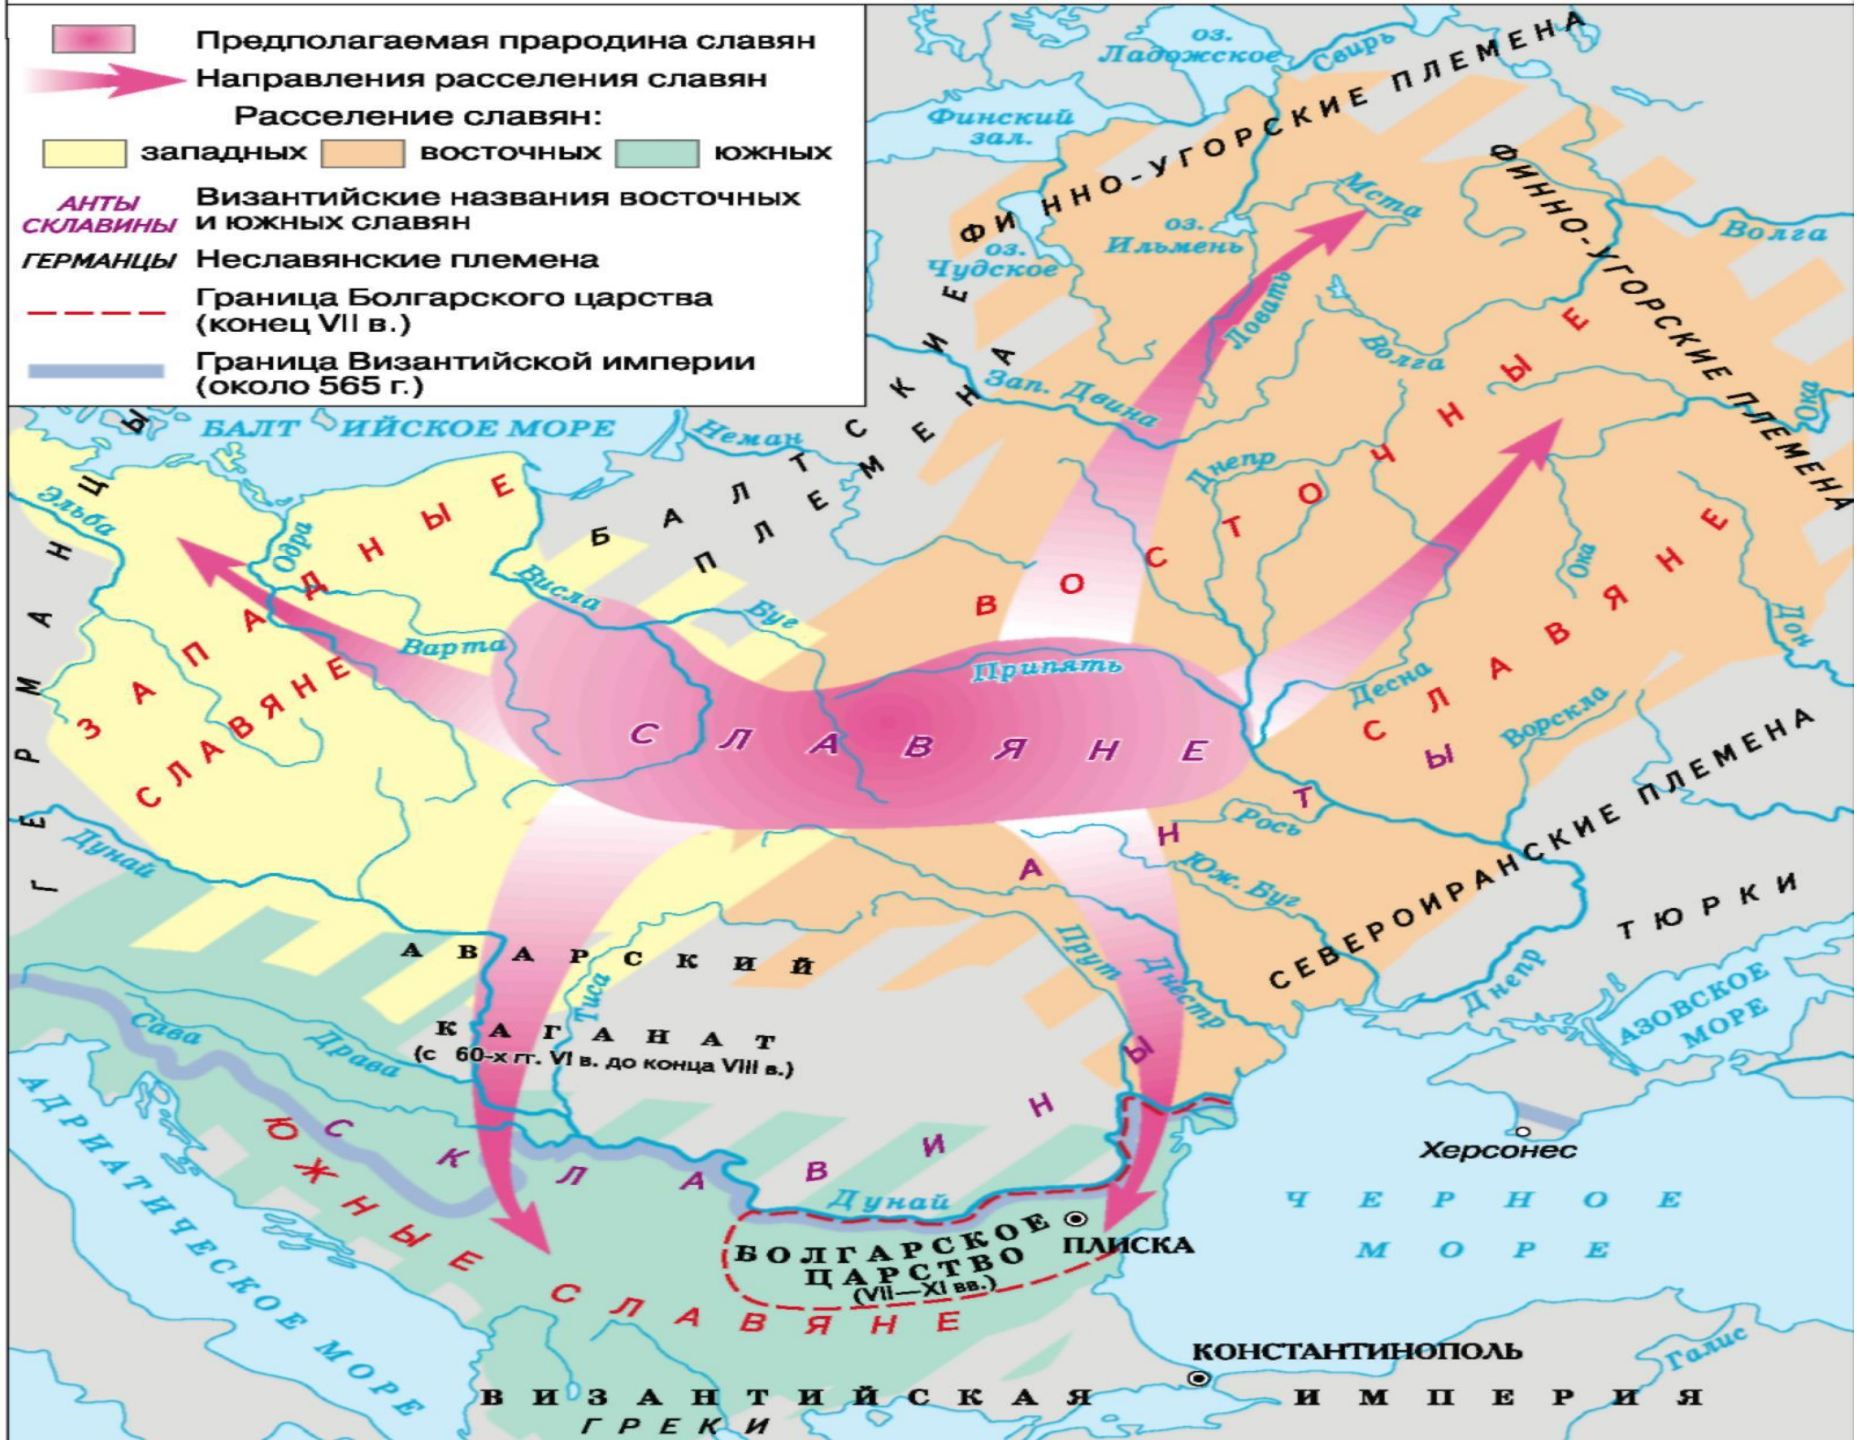 Предполагаемая прародина славян
Направления расселения славян
Расселение славян:
западных восточных южных
АНТЫ
СКЛАВИНЫ
Византийские названия восточных
и южных славян
ГЕРМАНЦЫ Неславянские племена
Граница Болгарского царства
(конец VII в.)
Граница Византийской империи
(около 565 г.)
оз.
Ладожское
Свирь
Финский
зал.
ФИННО-УГОРСКИЕ ПЛЕМЕНА
ФИННО-УГОРСКИЕ ПЛЕМЕНА
Мста
оз.
Ильмень
оз.
Чудское
Волга
Ловать
Волга
Зап. Двина
Ока
БАЛТИЙСКОЕ МОРЕ
Неман
БАЛТСКИЕ
ПЛЕМЕНА
Днепр
Эльба
Одра
Висла
Буг
Варта
Ока
Дон
ГЕРМАНЦЫ
ЗАПАДНЫЕ
СЛАВЯНЕ
ВОСТОЧНЫЕ
СЛАВЯНЕ
Припять
Десна
Ворскла
СЛАВЯНЕ
АНТЫ
Рось
Юж. Буг
СЕВЕРОИРАНСКИЕ ПЛЕМЕНА
ТЮРКИ
Дунай
АВАРСКИЙ
КАГАНАТ
(с 60-х гг. VI в. до конца VIII в.)
Тиса
Прут
Днестр
Днепр
АЗОВСКОЕ
МОРЕ
Сава
Драва
СКЛАВИНЫ
ЮЖНЫЕ СЛАВЯНЕ
АДРИАТИЧЕСКОЕ МОРЕ
Дунай
БОЛГАРСКОЕ
ЦАРСТВО
(VII—XI вв.)
ПЛИСКА
Херсонес
ЧЕРНОЕ
МОРЕ
КОНСТАНТИНОПОЛЬ
Галис
ВИЗАНТИЙСКАЯ ИМПЕРИЯ
ГРЕКИ